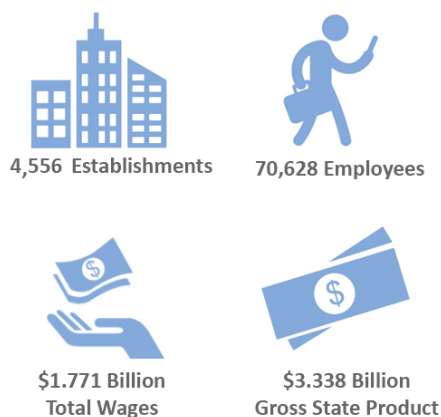 4,556 Establishments
70,628 Employees
$
$
$1.771 Billion
Total Wages
$3.338 Billion
Gross State Product